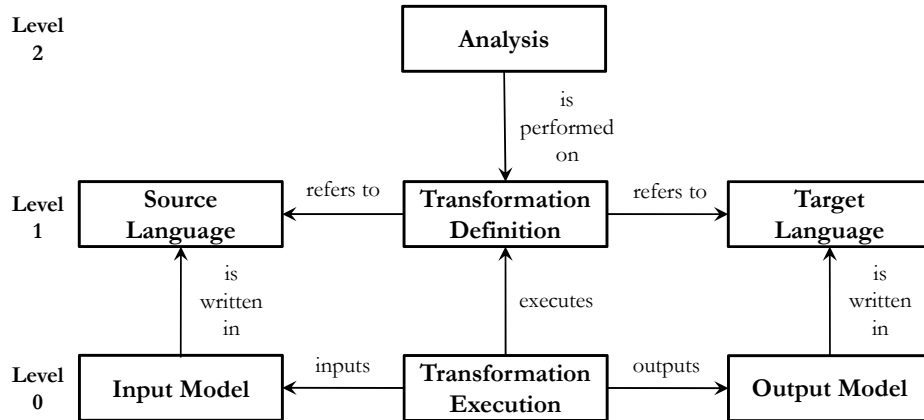 Level
2
Analysis
is
performed
on
Level
1
Source
Language
refers to
Transformation
Definition
refers to
Target
Language
is
written
in
executes
is
written
in
Level
0
Input Model
inputs
Transformation
Execution
outputs
Output Model